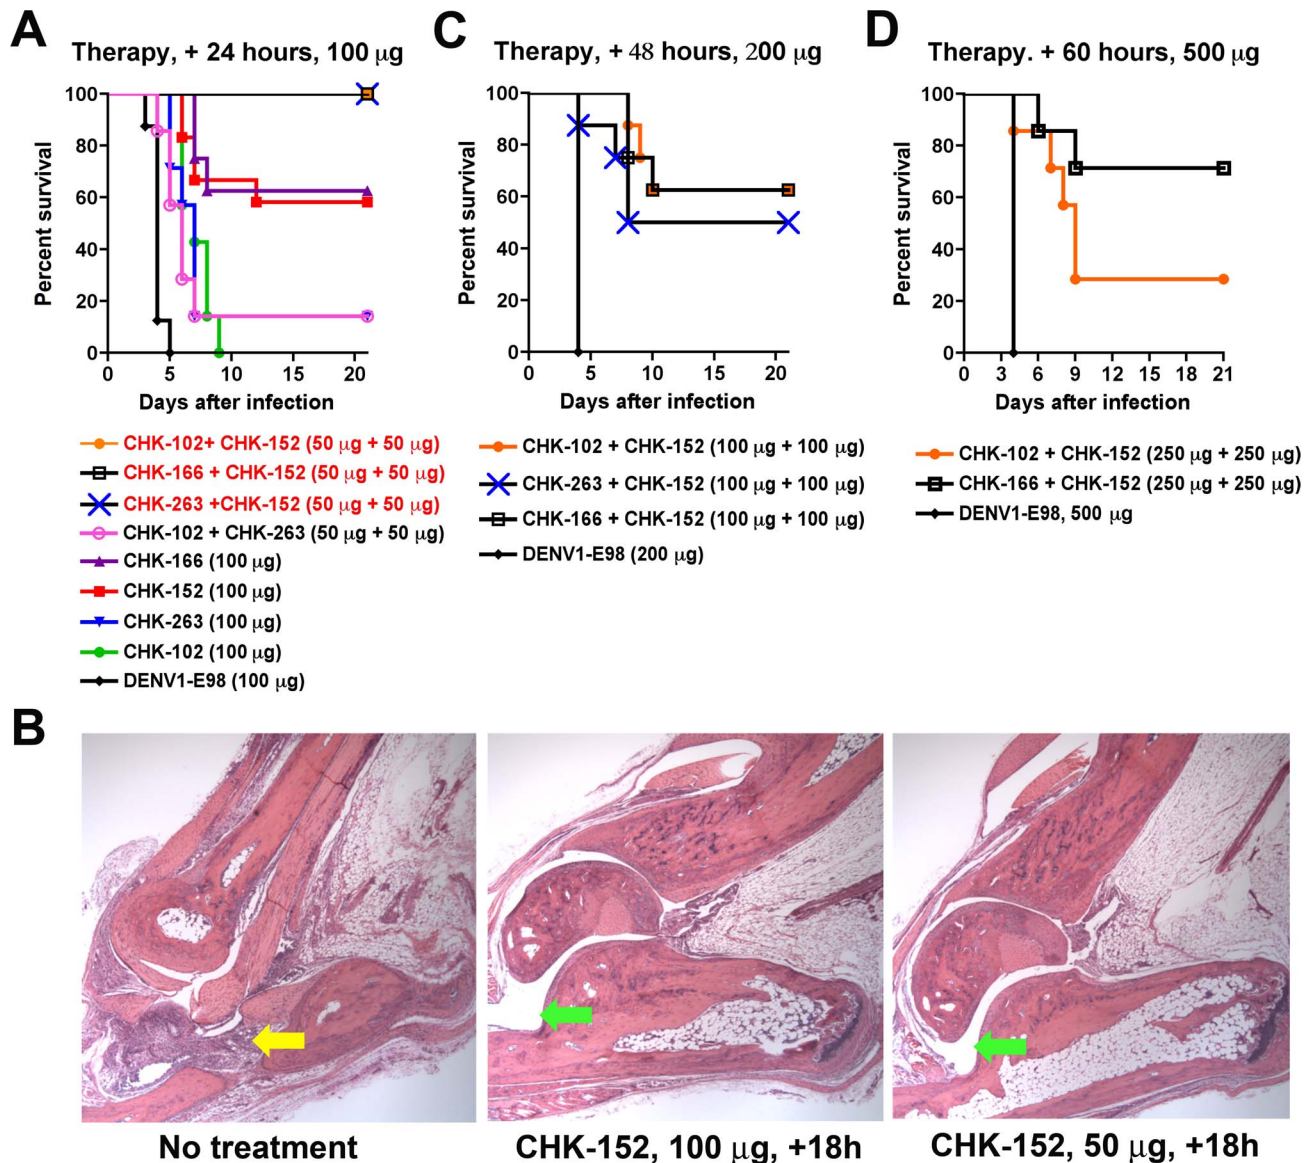 A
Therapy, + 24 hours, 100 µg
Percent survival
100
80
60
40
20
0
0 5 10 15 20
Days after infection
CHK-102+ CHK-152 (50 µg + 50 µg)
CHK-166 + CHK-152 (50 µg + 50 µg)
CHK-263 +CHK-152 (50 µg + 50 µg)
CHK-102 + CHK-263 (50 µg + 50 µg)
CHK-166 (100 µg)
CHK-152 (100 µg)
CHK-263 (100 µg)
CHK-102 (100 µg)
DENV1-E98 (100 µg)
C
Therapy, + 48 hours, 200 µg
Percent survival
100
80
60
40
20
0
0 5 10 15 20
Days after infection
CHK-102 + CHK-152 (100 µg + 100 µg)
CHK-263 + CHK-152 (100 µg + 100 µg)
CHK-166 + CHK-152 (100 µg + 100 µg)
DENV1-E98 (200 µg)
D
Therapy. + 60 hours, 500 µg
Percent survival
100
80
60
40
20
0
0 3 6 9 12 15 18 21
Days after infection
CHK-102 + CHK-152 (250 µg + 250 µg)
CHK-166 + CHK-152 (250 µg + 250 µg)
DENV1-E98, 500 µg
B
No treatment
CHK-152, 100 µg, +18h
CHK-152, 50 µg, +18h